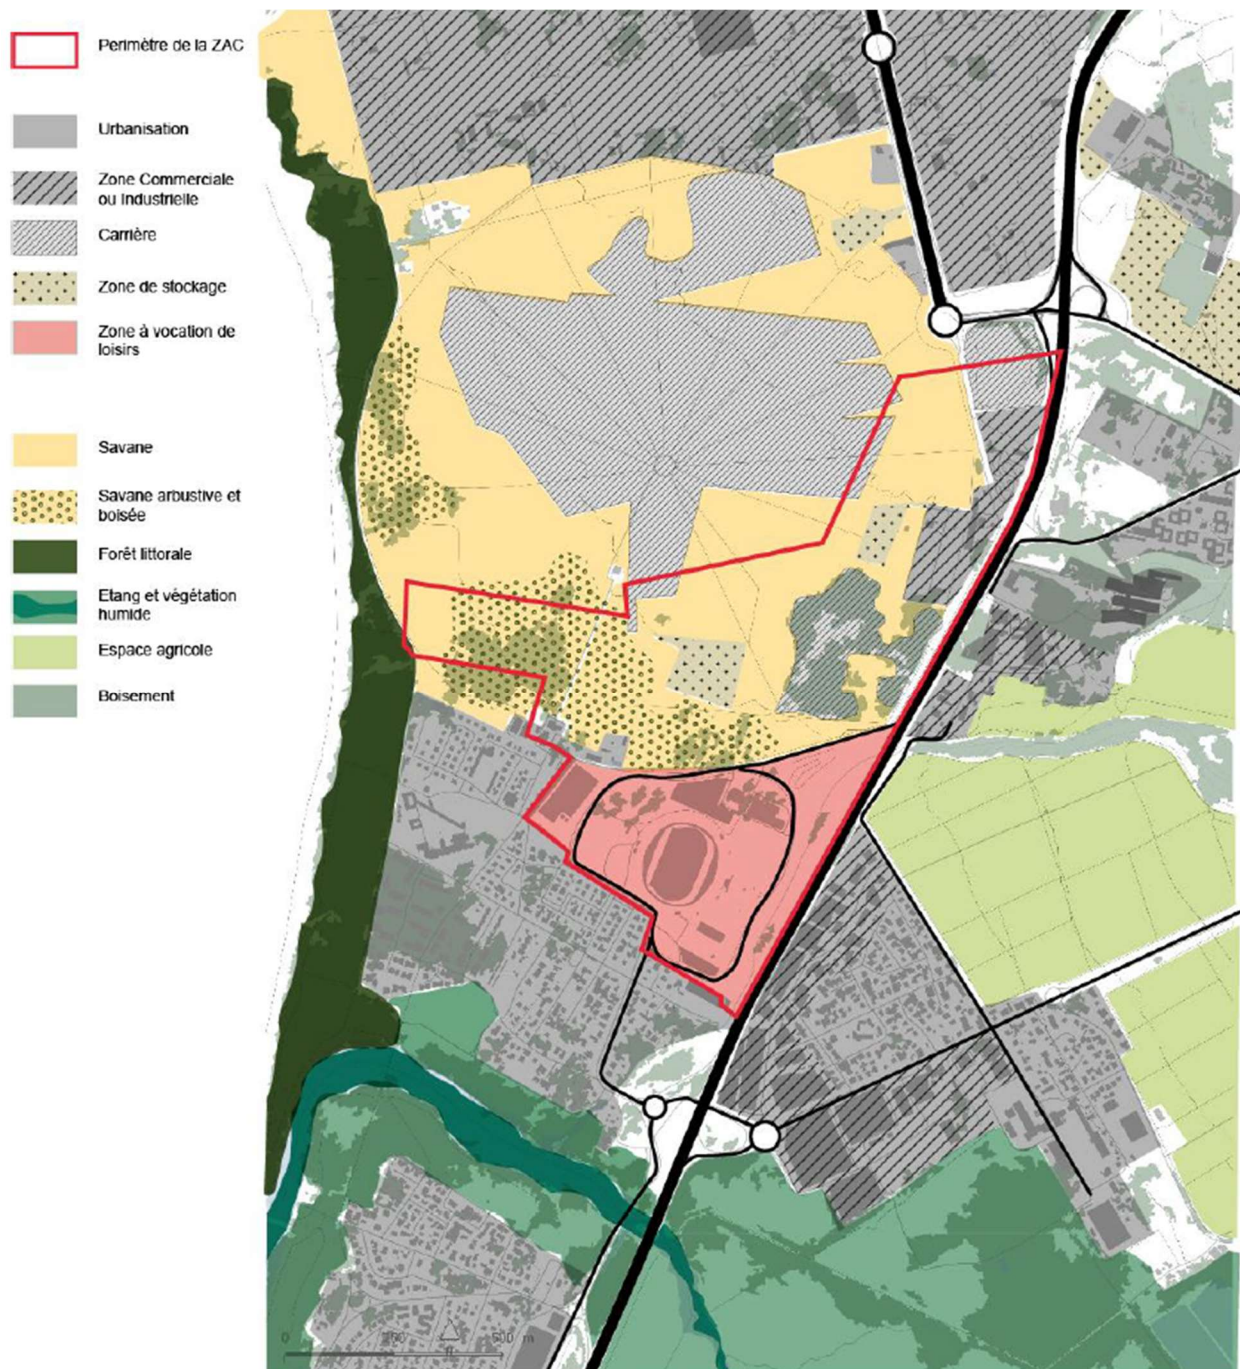 Perimètre de la ZAC
Urbanisation
Zone Commerciale
ou Industrielle
Carrière
Zone de stockage
Zone à vocation de
loisirs
Savane
Savane arbustive et
boisée
Forêt littorale
Etang et végétation
humide
Espace agricole
Boisement
0 250 500 m